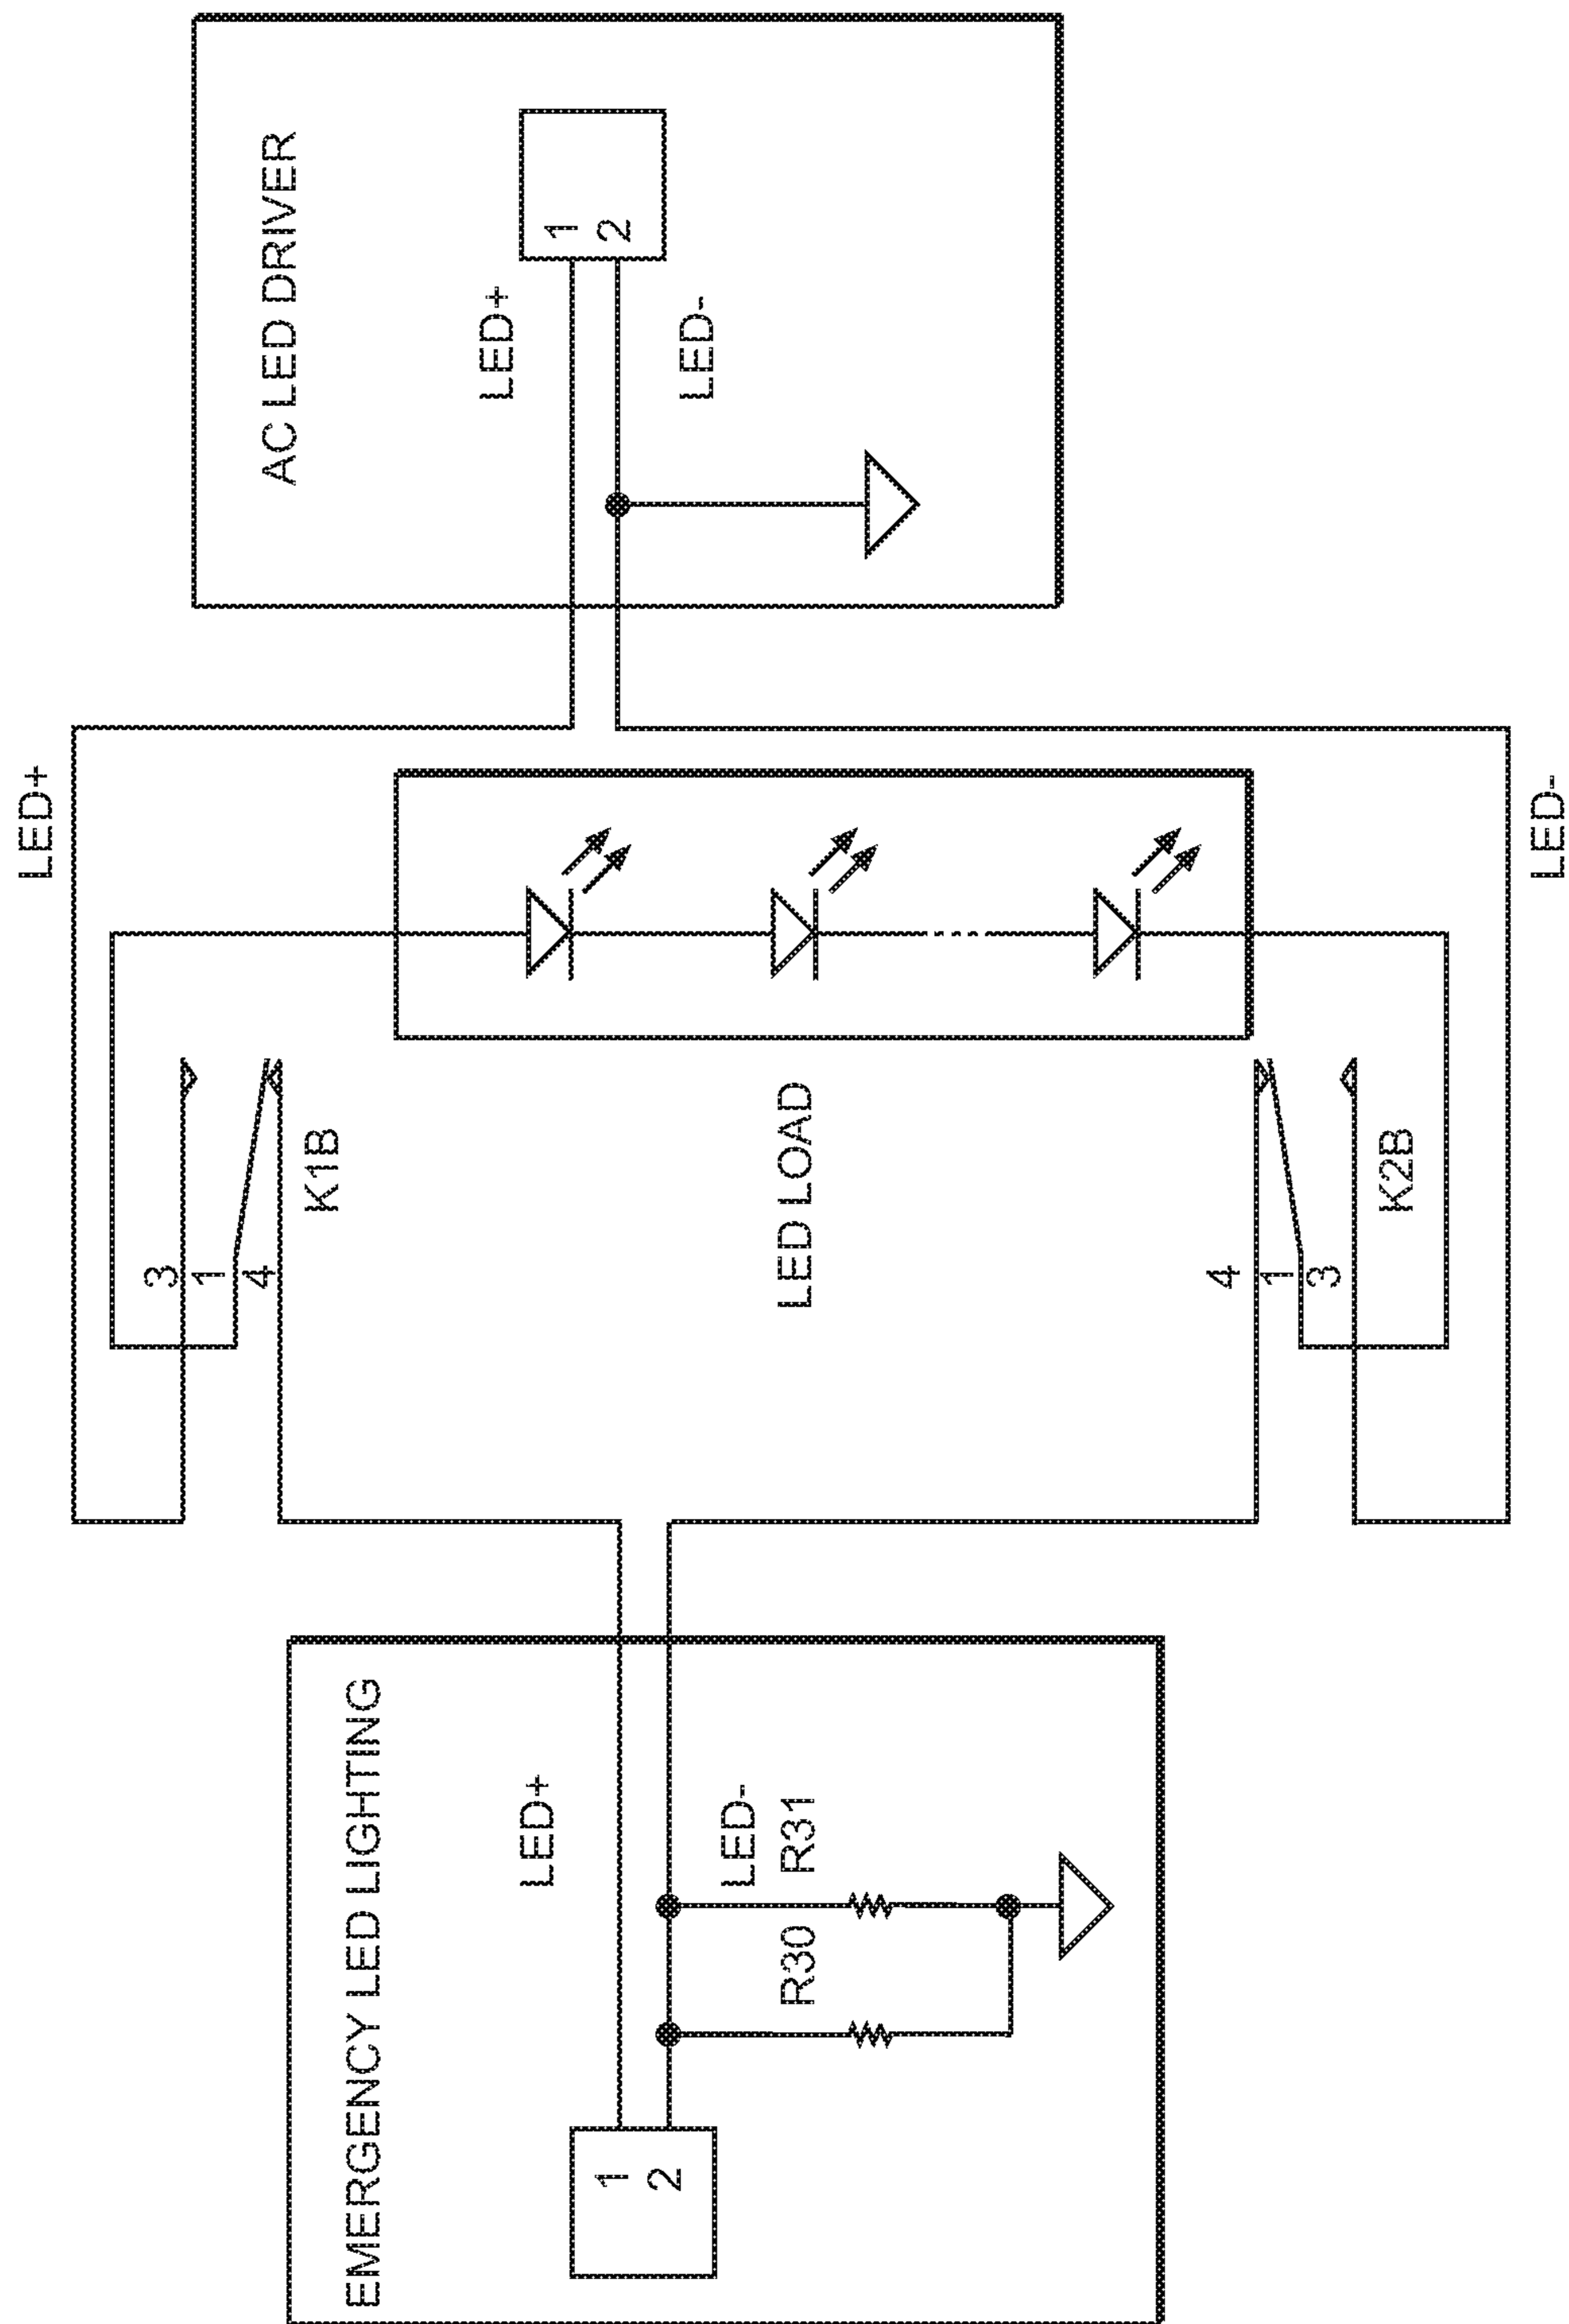 AC LED DRIVER
1
2
LED+
LED-
LED+
LED-
3
1
4
K1B
LED LOAD
4
1
3
K2B
EMERGENCY LED LIGHTING
LED+
LED-
R31
R30
1
2